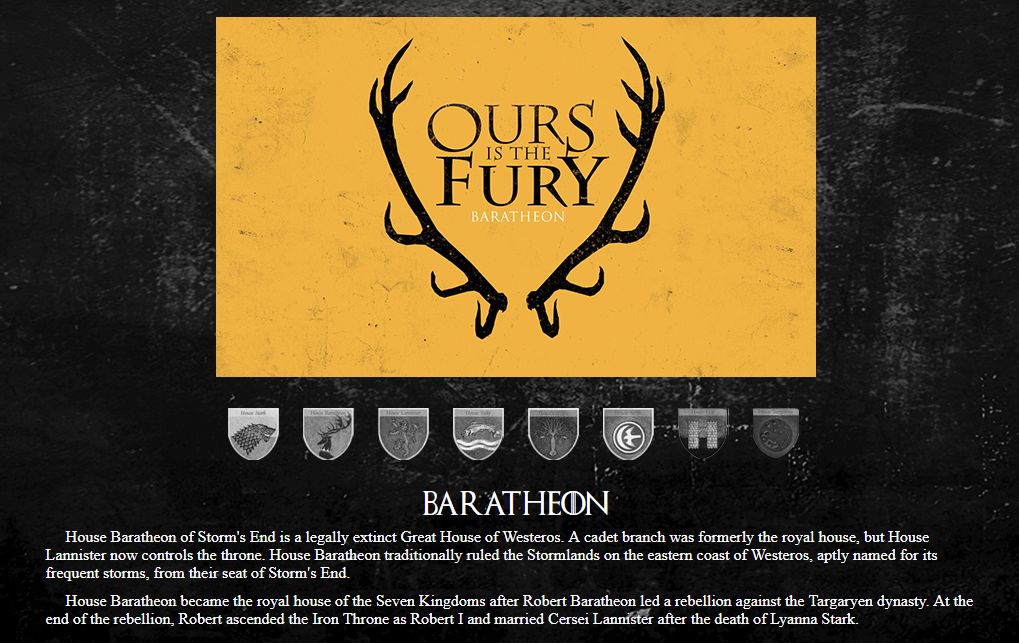 OURS
IS THE
FURY
BARATHEON
House Stark
BARATHEON
House Baratheon of Storm's End is a legally extinct Great House of Westeros. A cadet branch was formerly the royal house, but House
Lannister now controls the throne. House Baratheon traditionally ruled the Stormlands on the eastern coast of Westeros, aptly named for its
frequent storms, from their seat of Storm's End.
House Baratheon became the royal house of the Seven Kingdoms after Robert Baratheon led a rebellion against the Targaryen dynasty. At the
end of the rebellion, Robert ascended the Iron Throne as Robert I and married Cersei Lannister after the death of Lyanna Stark.